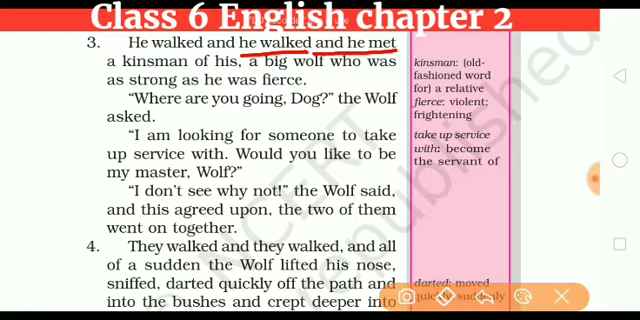 Class 6 English chapter 2
3. He walked and he walked and he met
a kinsman of his, a big wolf who was
as strong as he was fierce.
"Where are you going, Dog?" the Wolf
asked.
"I am looking for someone to take
up service with. Would you like to be
my master, Wolf?"
"I don't see why not!" the Wolf said,
and this agreed upon, the two of them
went on together.
4. They walked and they walked, and all
of a sudden the Wolf lifted his nose,
sniffed, darted quickly off the path and
into the bushes and crept deeper into
kinsman: (old-
fashioned word
for) a relative
fierce: violent;
frightening
take up service
with: become
the servant of
darted: moved
quickly suddenly
NCERT
republished